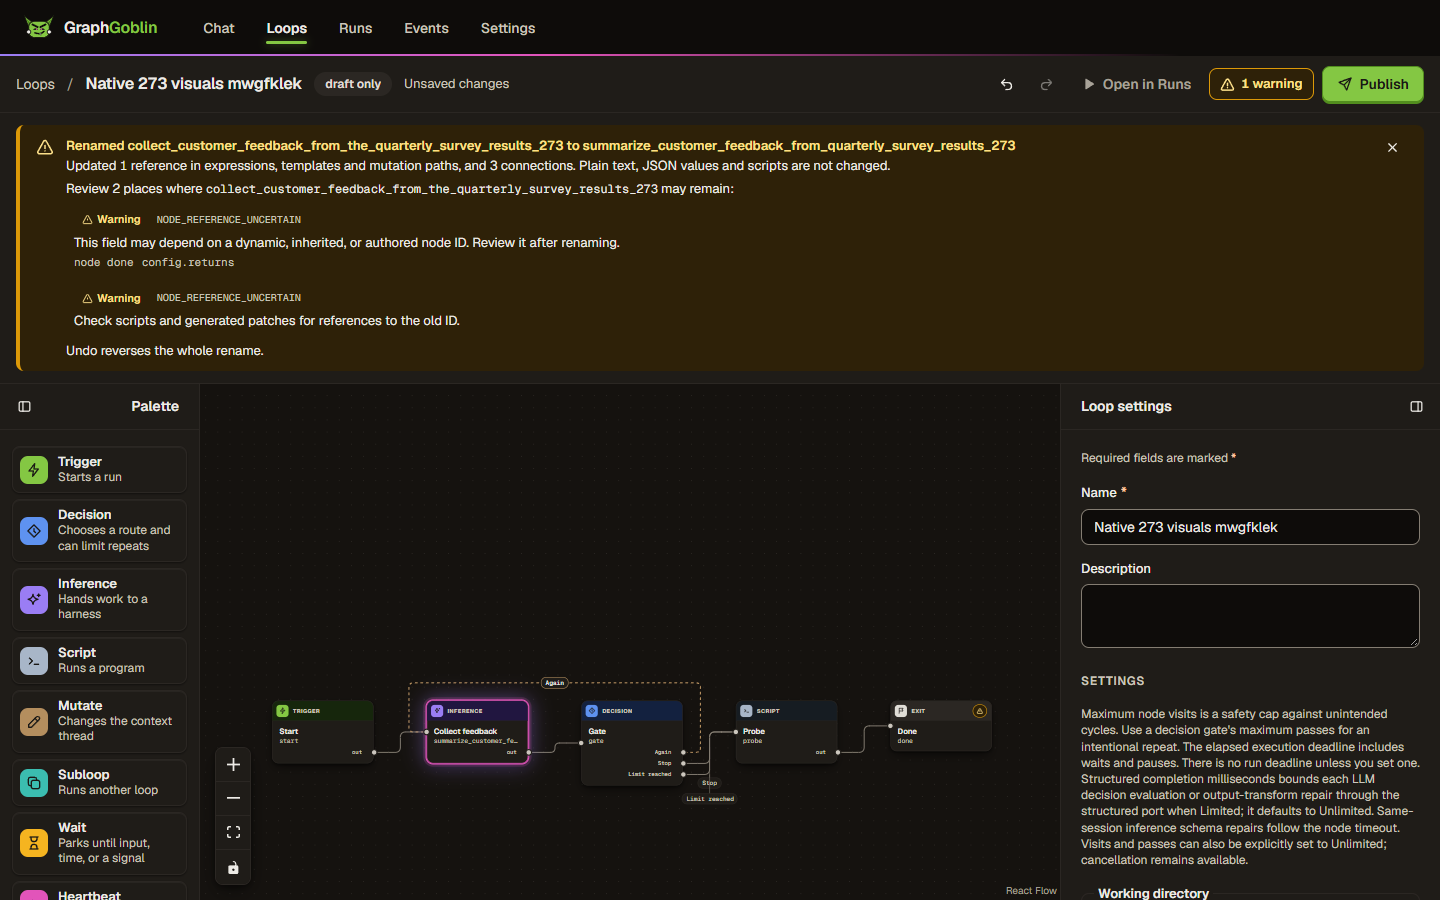 GraphGoblin
Chat
Loops
Runs
Events
Settings
Loops / Native 273 visuals mwgfklek
draft only
Unsaved changes
Open in Runs
1 warning
Publish
Renamed collect_customer_feedback_from_the_quarterly_survey_results_273 to summarize_customer_feedback_from_quarterly_survey_results_273
Updated 1 reference in expressions, templates and mutation paths, and 3 connections. Plain text, JSON values and scripts are not changed.
Review 2 places where collect_customer_feedback_from_the_quarterly_survey_results_273 may remain:
Warning NODE_REFERENCE_UNCERTAIN
This field may depend on a dynamic, inherited, or authored node ID. Review it after renaming.
node done config.returns
Warning NODE_REFERENCE_UNCERTAIN
Check scripts and generated patches for references to the old ID.
Undo reverses the whole rename.
Palette
Trigger
Starts a run
Decision
Chooses a route and
can limit repeats
Inference
Hands work to a
harness
Script
Runs a program
Mutate
Changes the context
thread
Subloop
Runs another loop
Wait
Parks until input,
time, or a signal
Heartbeat
Again
TRIGGER
Start
start
out
INFERENCE
Collect feedback
summarize_customer_fe…
out
DECISION
Gate
gate
Again
Stop
Limit reached
Stop
Limit reached
SCRIPT
Probe
probe
out
EXIT
Done
done
React Flow
Loop settings
Required fields are marked *
Name *
Native 273 visuals mwgfklek
Description
SETTINGS
Maximum node visits is a safety cap against unintended
cycles. Use a decision gate's maximum passes for an
intentional repeat. The elapsed execution deadline includes
waits and pauses. There is no run deadline unless you set one.
Structured completion milliseconds bounds each LLM
decision evaluation or output-transform repair through the
structured port when Limited; it defaults to Unlimited. Same-
session inference schema repairs follow the node timeout.
Visits and passes can also be explicitly set to Unlimited;
cancellation remains available.
Working directory